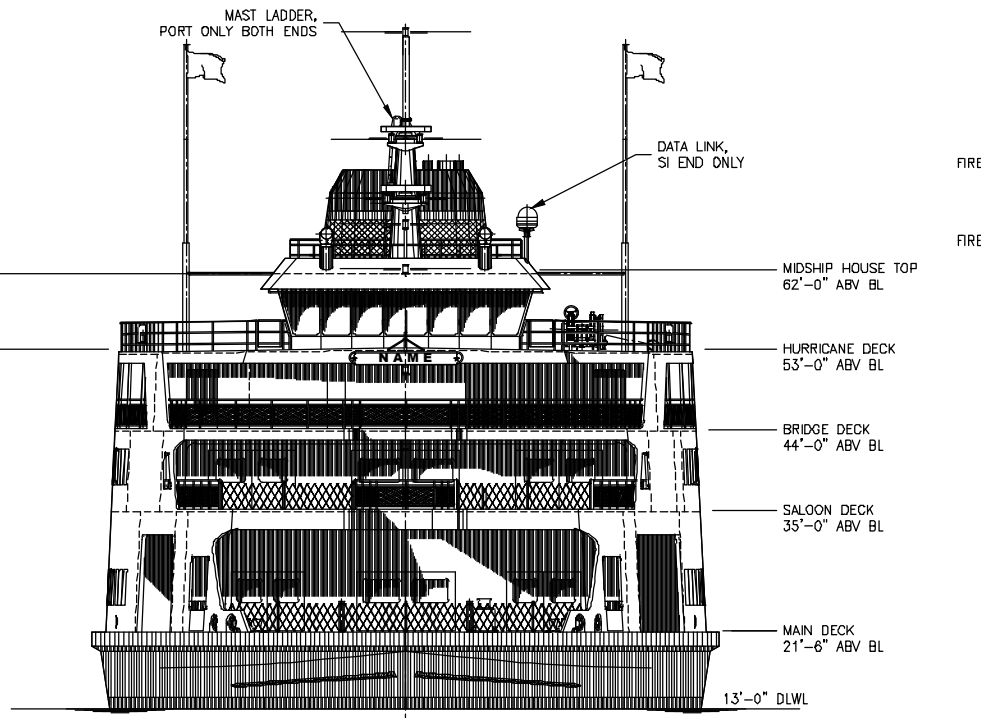 MAST LADDER,
PORT ONLY BOTH ENDS
DATA LINK,
SI END ONLY
FIRE
FIRE
MIDSHIP HOUSE TOP
62'-0" ABV BL
HURRICANE DECK
53'-0" ABV BL
NAME
BRIDGE DECK
44'-0" ABV BL
SALOON DECK
35'-0" ABV BL
MAIN DECK
21'-6" ABV BL
13'-0" DLWL